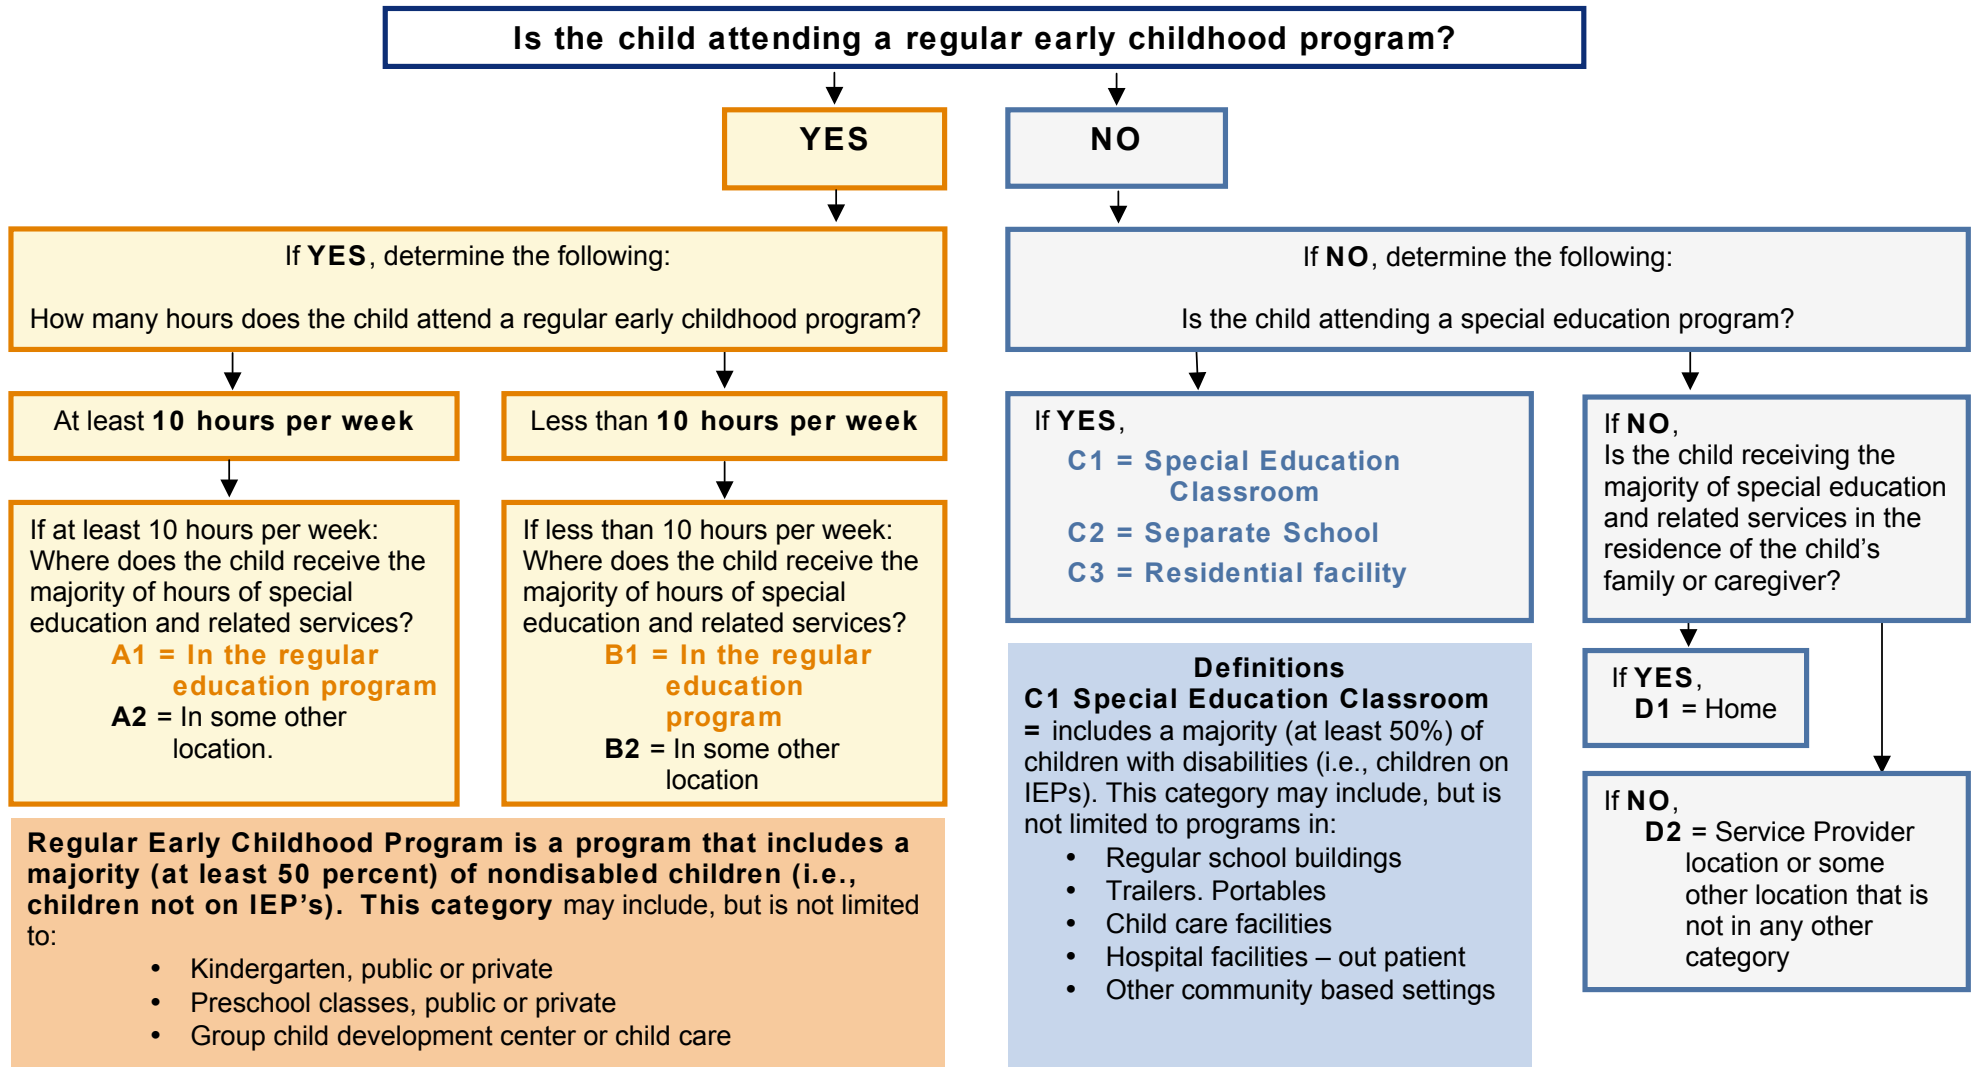 Is the child attending a regular early childhood program?
YES
NO
If YES, determine the following:
How many hours does the child attend a regular early childhood program?
If NO, determine the following:
Is the child attending a special education program?
At least 10 hours per week
Less than 10 hours per week
If at least 10 hours per week:
Where does the child receive the
majority of hours of special
education and related services?
A1 = In the regular
education program
A2 = In some other
location.
If less than 10 hours per week:
Where does the child receive the
majority of hours of special
education and related services?
B1 = In the regular
education
program
B2 = In some other
location
If YES,
C1 = Special Education
Classroom
C2 = Separate School
C3 = Residential facility
If NO,
Is the child receiving the
majority of special education
and related services in the
residence of the child’s
family or caregiver?
If YES,
D1 = Home
If NO,
D2 = Service Provider
location or some
other location that is
not in any other
category
Regular Early Childhood Program is a program that includes a
majority (at least 50 percent) of nondisabled children (i.e.,
children not on IEP’s). This category may include, but is not limited
to:
• Kindergarten, public or private
• Preschool classes, public or private
• Group child development center or child care
Definitions
C1 Special Education Classroom
= includes a majority (at least 50%) of
children with disabilities (i.e., children on
IEPs). This category may include, but is
not limited to programs in:
• Regular school buildings
• Trailers. Portables
• Child care facilities
• Hospital facilities – out patient
• Other community based settings